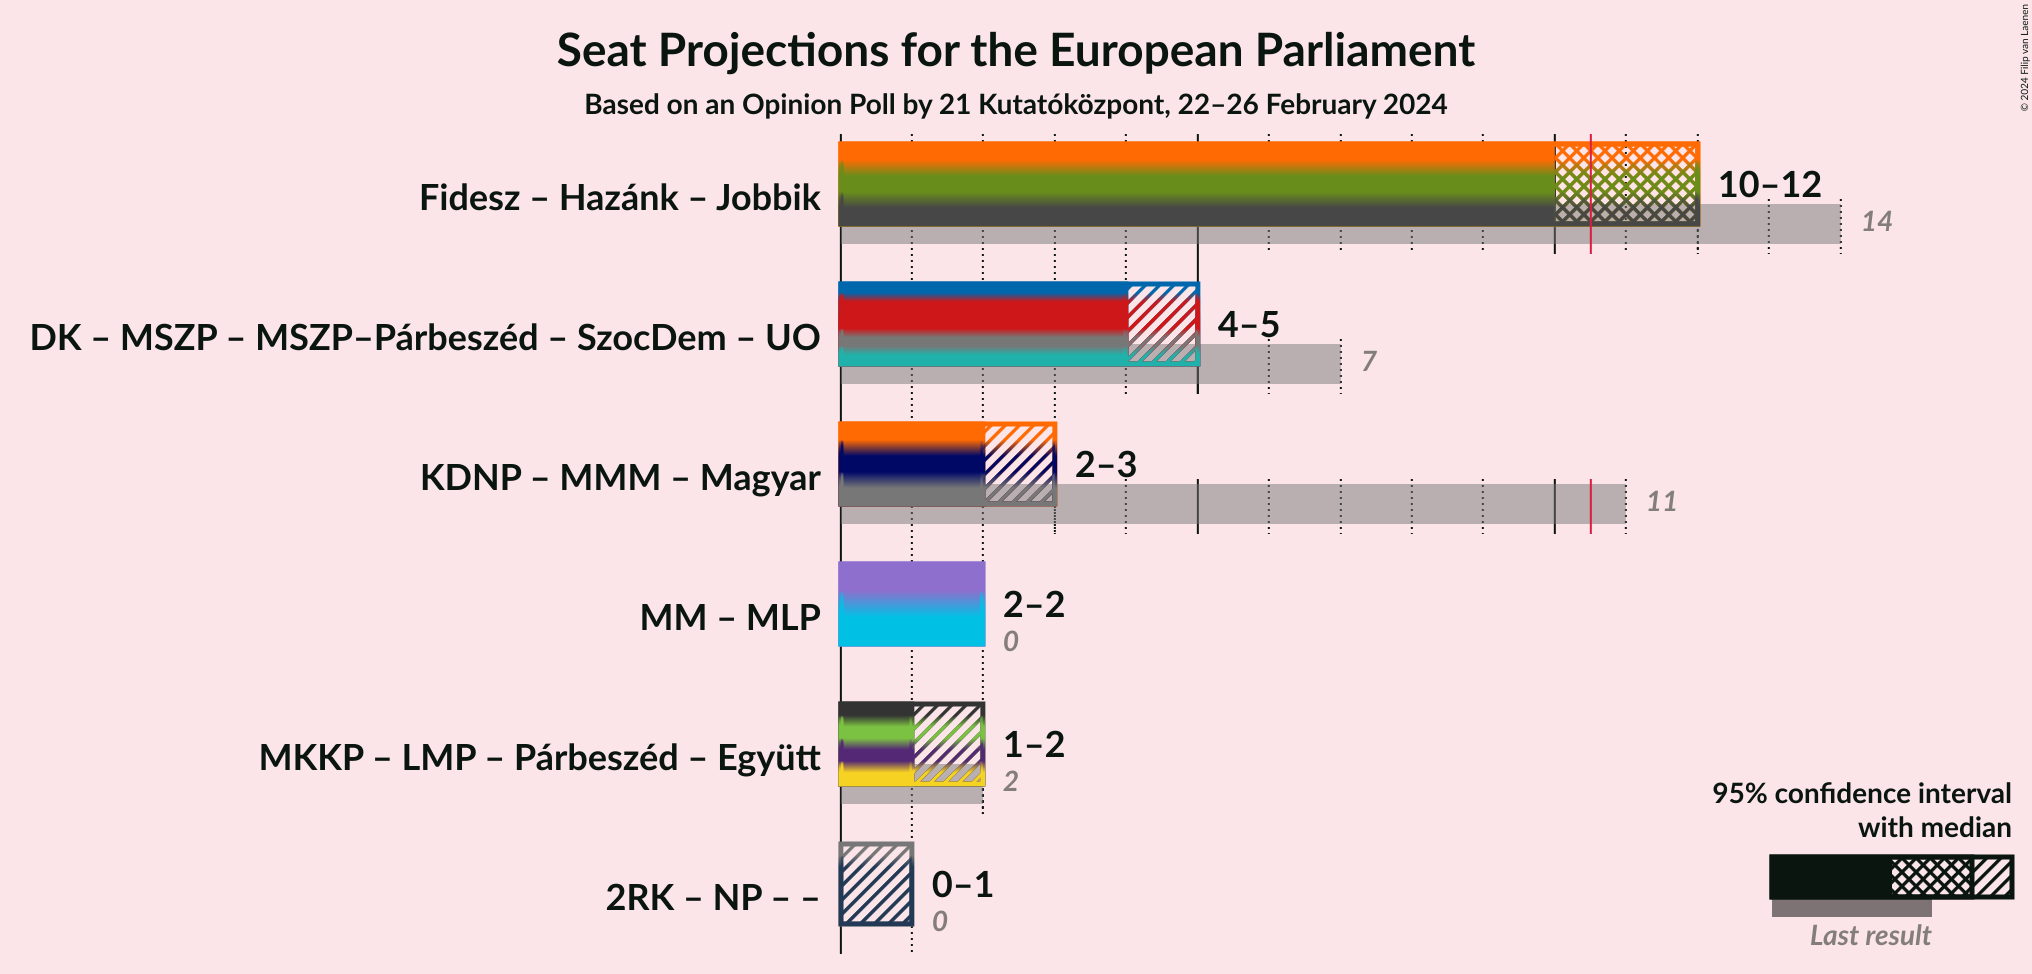 Seat Projections for the European Parliament
Based on an Opinion Poll by 21 Kutatóközpont, 22–26 February 2024
© 2024 Filip van Laenen
Fidesz – Hazánk – Jobbik
10–12
14
DK – MSZP – MSZP–Párbeszéd – SzocDem – UO
4–5
7
KDNP – MMM – Magyar
2–3
11
MM – MLP
2–2
0
MKKP – LMP – Párbeszéd – Együtt
1–2
2
2RK – NP – –
0–1
0
95% confidence interval
with median
Last result